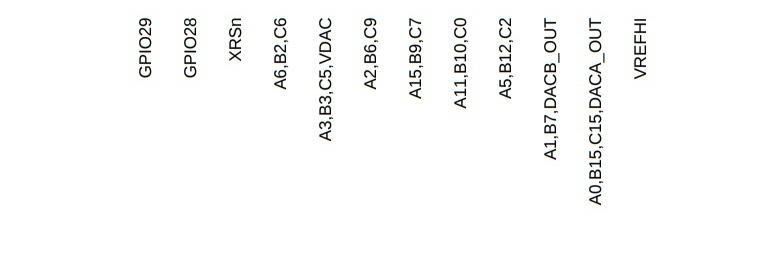 GPIO29
GPIO28
XRSn
A6,B2,C6
A3,B3,C5,VDAC
A2,B6,C9
A15,B9,C7
A11,B10,C0
A5,B12,C2
A1,B7,DACB_OUT
A0,B15,C15,DACA_OUT
VREFHI